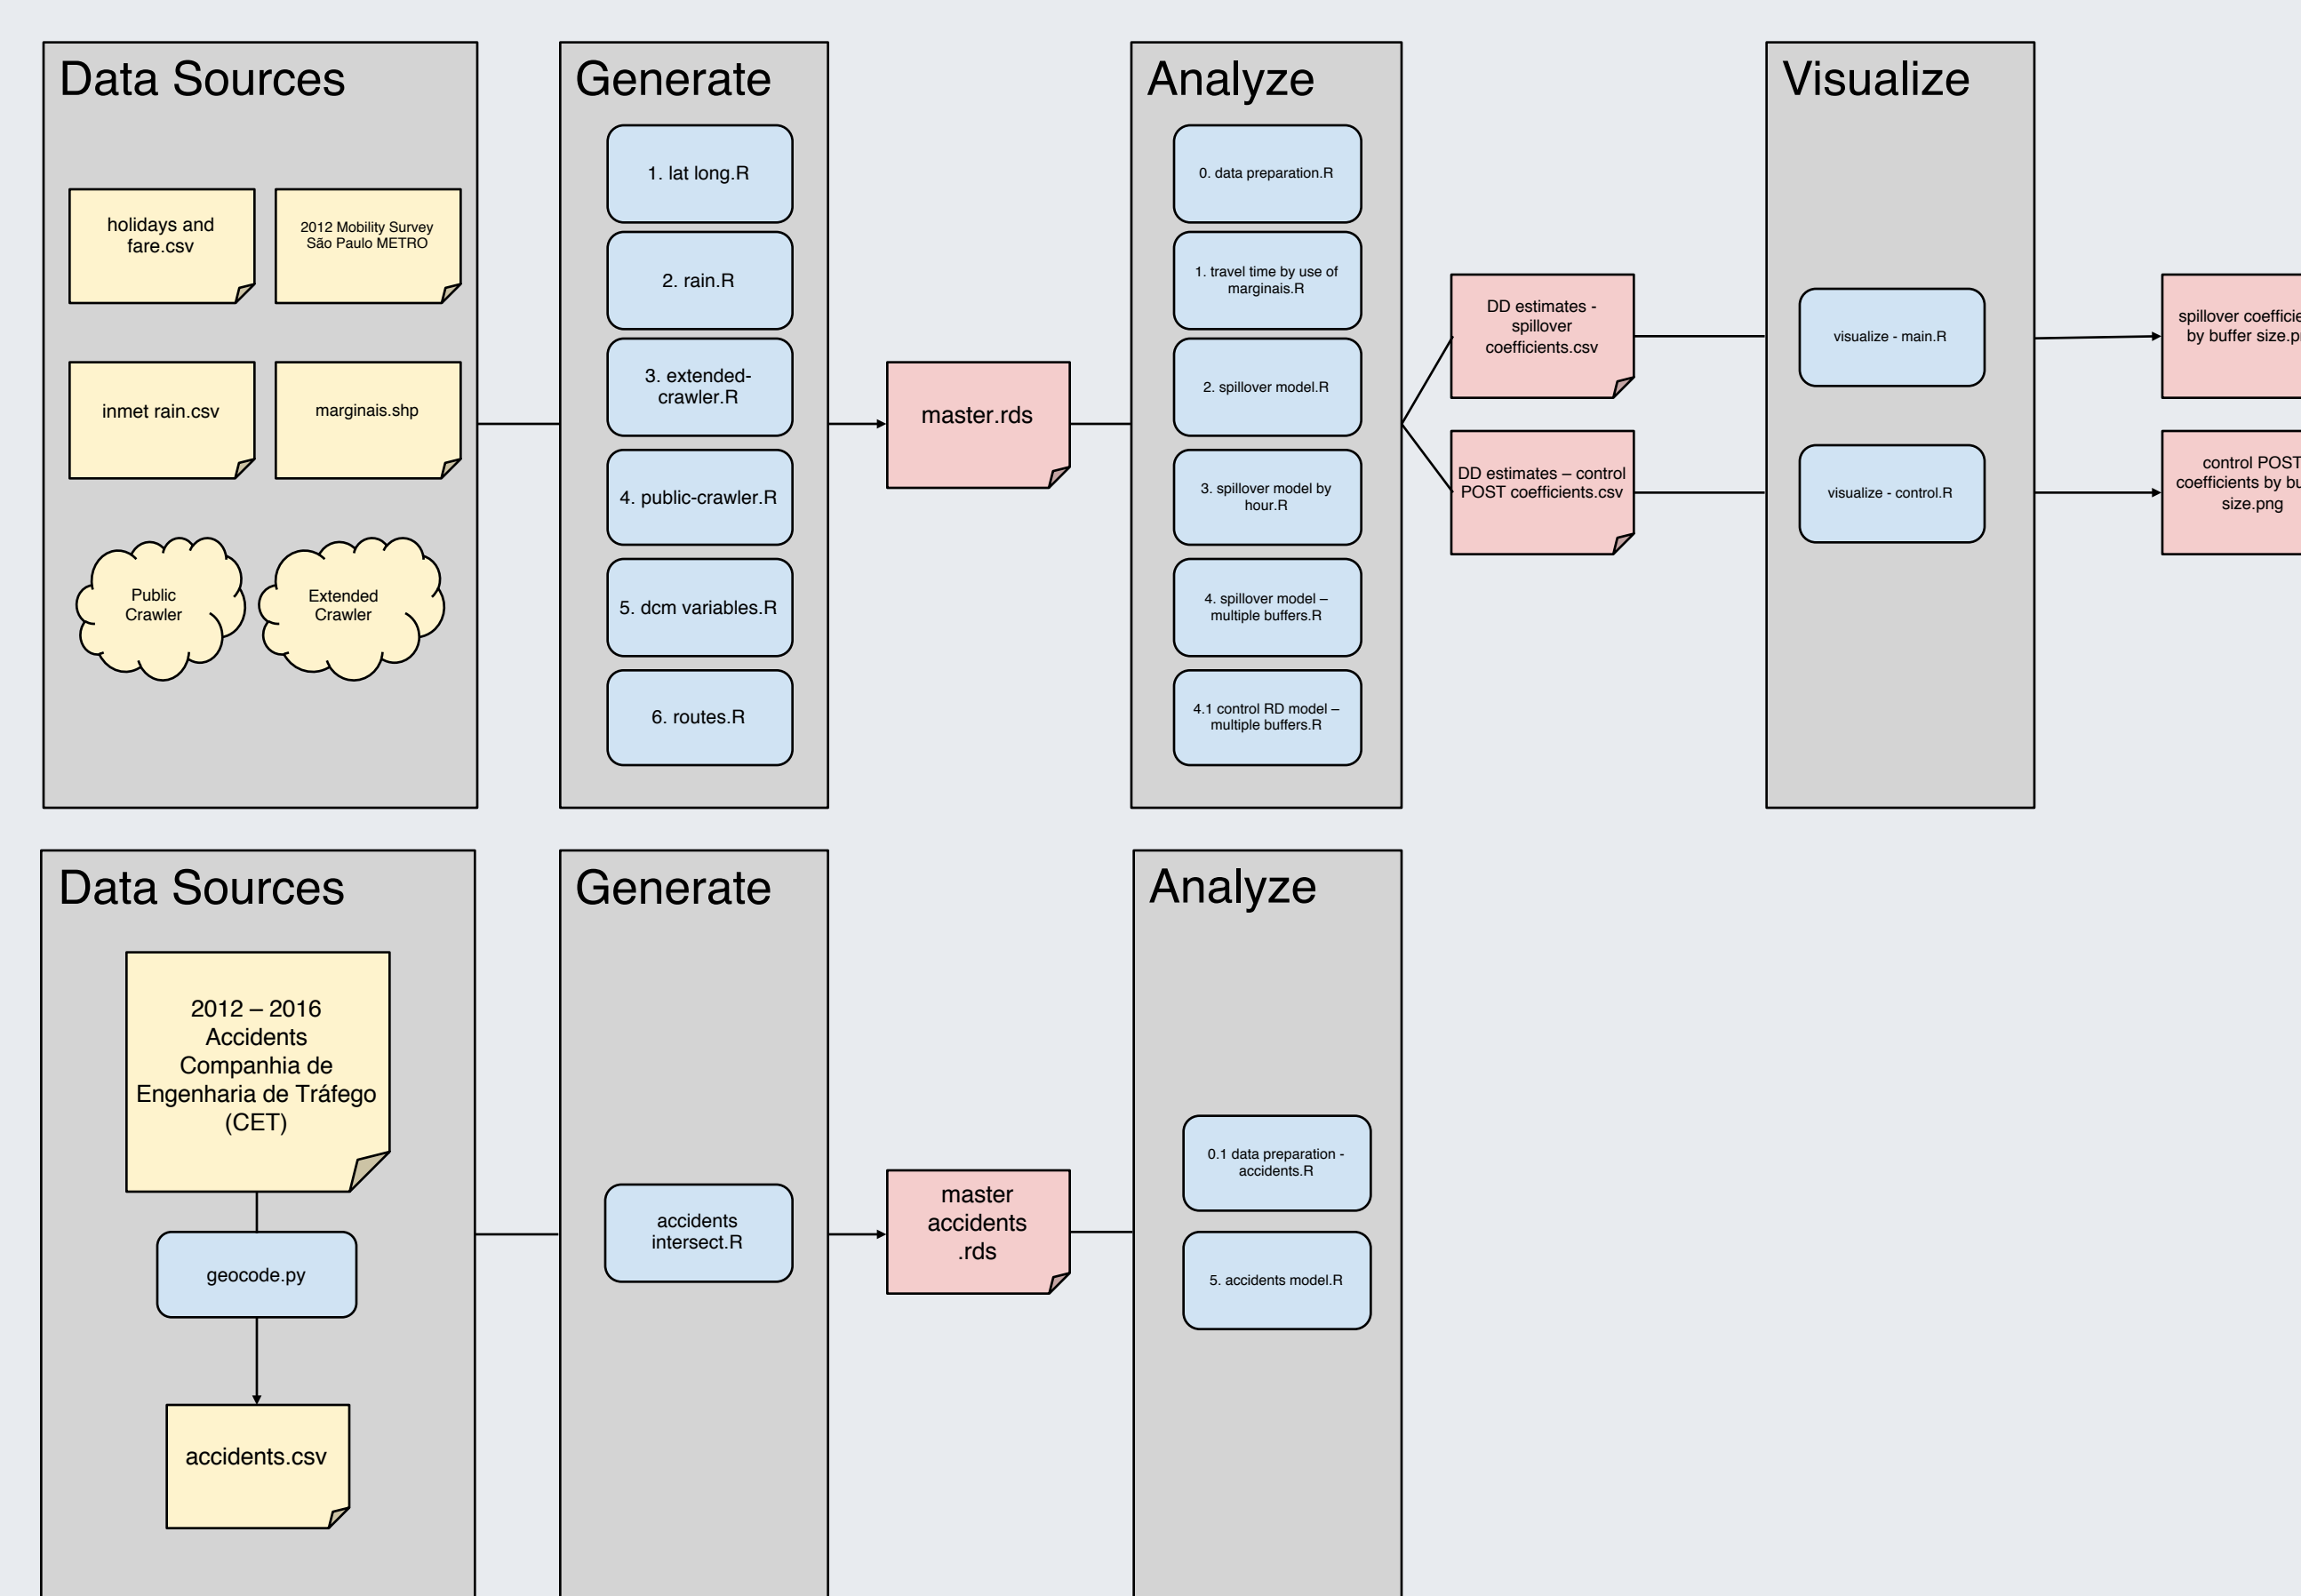 Data Sources
holidays and
fare.csv
2012 Mobility Survey
São Paulo METRO
inmet rain.csv
marginais.shp
Public
Crawler
Extended
Crawler
Generate
1. lat long.R
2. rain.R
3. extended-
crawler.R
4. public-crawler.R
5. dcm variables.R
6. routes.R
master.rds
Analyze
0. data preparation.R
1. travel time by use of
marginais.R
2. spillover model.R
3. spillover model by
hour.R
4. spillover model –
multiple buffers.R
4.1 control RD model –
multiple buffers.R
DD estimates -
spillover
coefficients.csv
DD estimates – control
POST coefficients.csv
Visualize
visualize - main.R
visualize - control.R
spillover
by buffer
control POST
coefficients by
size.png
Data Sources
2012 – 2016
Accidents
Companhia de
Engenharia de Tráfego
(CET)
geocode.py
accidents.csv
Generate
accidents
intersect.R
master
accidents
.rds
Analyze
0.1 data preparation -
accidents.R
5. accidents model.R